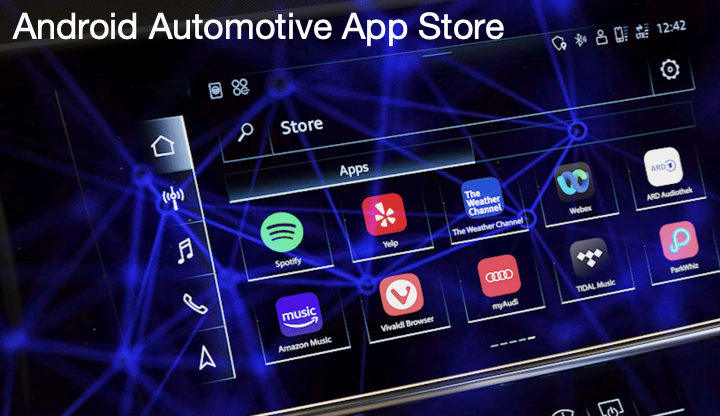 Android Automotive App Store
12:42
LTE
Store
Apps
Spotify
Yelp
The
Weather
Channel
The Weather Channel
Webex
ARD
ARD Audiothek
music
Amazon Music
Vivaldi Browser
myAudi
TIDAL Music
ParkWhiz